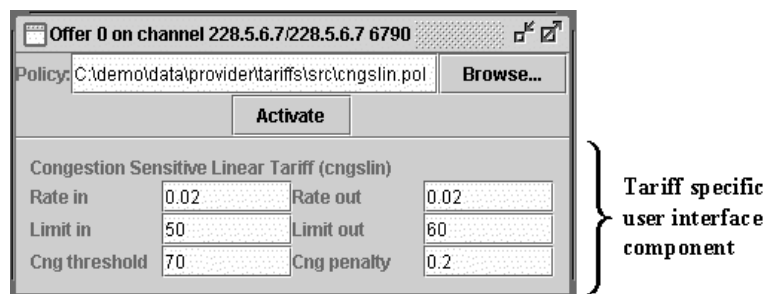 Offer 0 on channel 228.5.6.7/228.5.6.7 6790
Policy: C:\demo\data\provider\tariffs\src\cngslin.pol Browse...
Activate
Congestion Sensitive Linear Tariff (cngslin)
Rate in 0.02 Rate out 0.02
Limit in 50 Limit out 60
Cng threshold 70 Cng penalty 0.2
Tariff specific
user interface
component